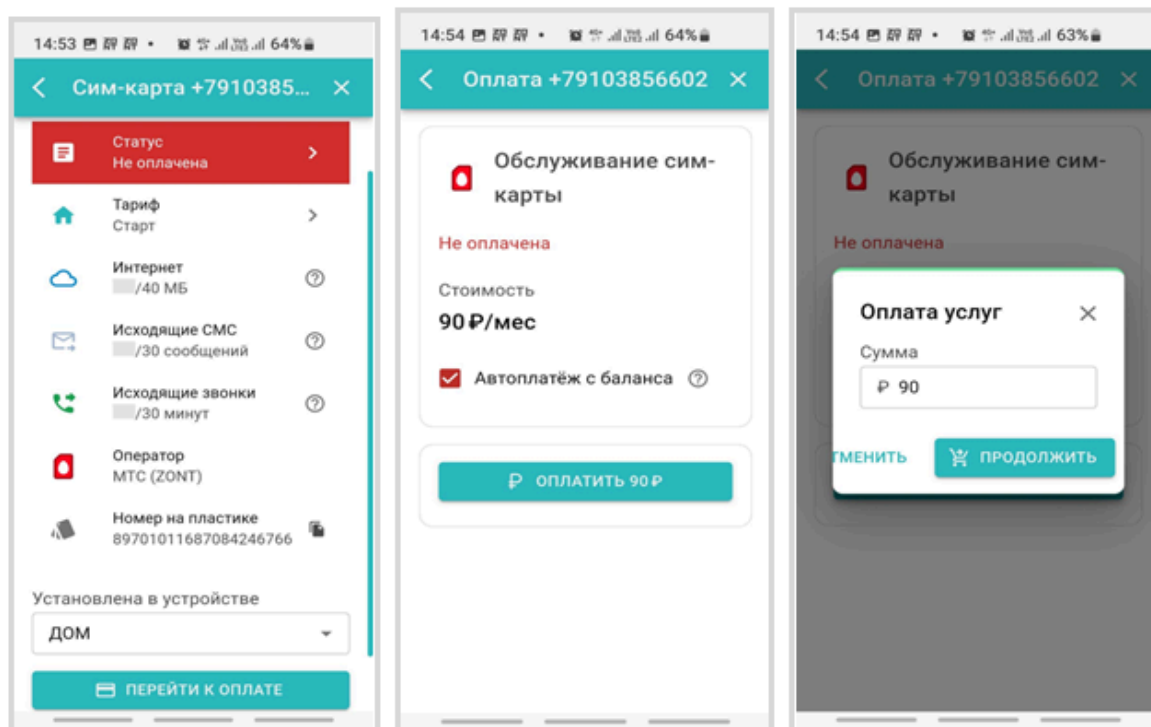 14:53
64%
Сим-карта +7910385...
Статус
Не оплачена
Тариф
Старт
Интернет
/40 МБ
Исходящие СМС
/30 сообщений
Исходящие звонки
/30 минут
Оператор
МТС (ZONT)
Номер на пластике
89701011687084246766
Установлена в устройстве
ДОМ
ПЕРЕЙТИ К ОПЛАТЕ
14:54
64%
Оплата +79103856602
Обслуживание сим-
карты
Не оплачена
Стоимость
90 ₽/мес
Автоплатёж с баланса
₽ ОПЛАТИТЬ 90 ₽
14:54
63%
Оплата +79103856602
Обслуживание сим-
карты
Не оплачена
Оплата услуг
Сумма
₽ 90
ТМЕНИТЬ
ПРОДОЛЖИТЬ